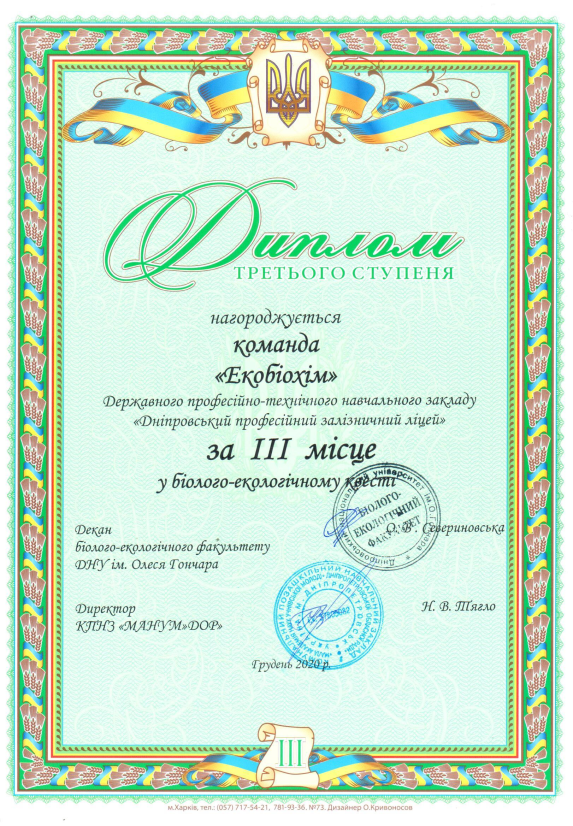 Диплом
ТРЕТЬОГО СТУПЕНЯ
нагороджується
команда
«Екобіохім»
Державного професійно-технічного навчального закладу
«Дніпровський професійний залізничний ліцей»
за III місце
у біолого-екологічному квесті
Декан
біолого-екологічного факультету
ДНУ ім. Олеся Гончара
О. В. Севериновська
БІОЛОГО-
ЕКОЛОГІЧНИЙ
ФАКУЛЬТЕТ
Директор
КПНЗ «МАНУМ»ДОР»
Н. В. Тягло
Грудень 2020 р.
III
м.Харків, тел.: (057) 717-54-21, 781-93-36. №73. Дизайнер О.Кривоносов